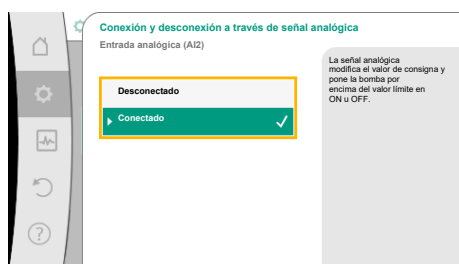 Conexión y desconexión a través de señal analógica
Entrada analógica (AI2)
La señal analógica
modifica el valor de consigna y
pone la bomba por
encima del valor límite en
ON u OFF.
Desconectado
Conectado
?